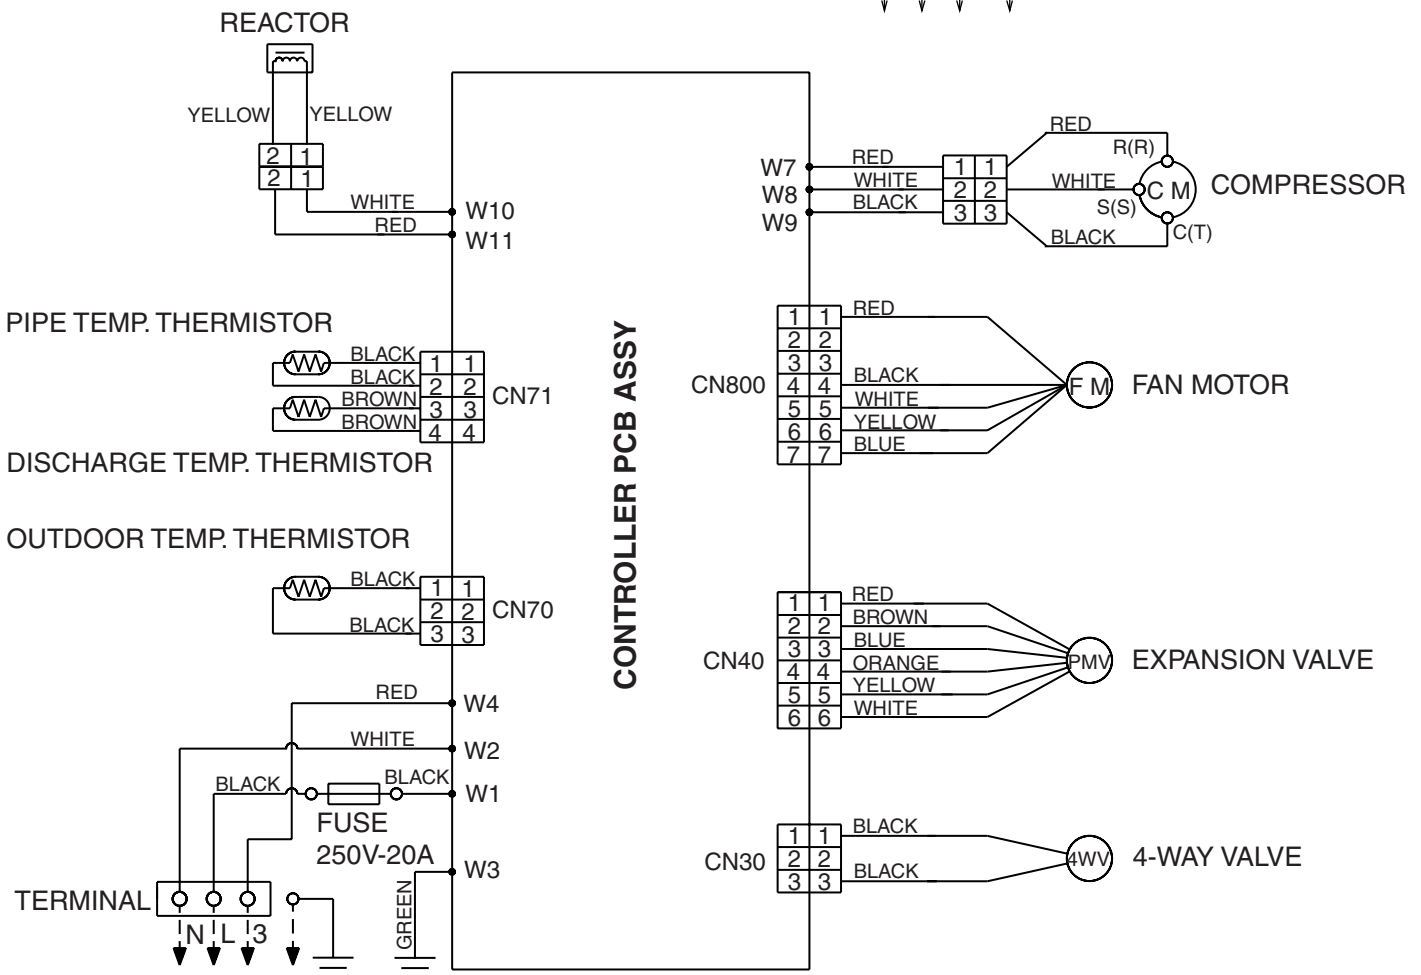 REACTOR
YELLOW YELLOW
2 1
2 1
WHITE W10
RED W11
PIPE TEMP. THERMISTOR
BLACK 1 1
BLACK 2 2
BROWN 3 3
BROWN 4 4
CN71
DISCHARGE TEMP. THERMISTOR
OUTDOOR TEMP. THERMISTOR
BLACK 1 1
2 2
BLACK 3 3
CN70
RED W4
WHITE W2
BLACK BLACK W1
FUSE
250V-20A
W3
GREEN
TERMINAL
N L 3
CONTROLLER PCB ASSY
W7 RED 1 1
W8 WHITE 2 2
W9 BLACK 3 3
RED
R(R)
WHITE
S(S)
BLACK
C(T)
C M
COMPRESSOR
CN800
1 1 RED
2 2
3 3
4 4 BLACK
5 5 WHITE
6 6 YELLOW
7 7 BLUE
F M
FAN MOTOR
CN40
1 1 RED
2 2 BROWN
3 3 BLUE
4 4 ORANGE
5 5 YELLOW
6 6 WHITE
PMV
EXPANSION VALVE
CN30
1 1 BLACK
2 2
3 3 BLACK
4WV
4-WAY VALVE